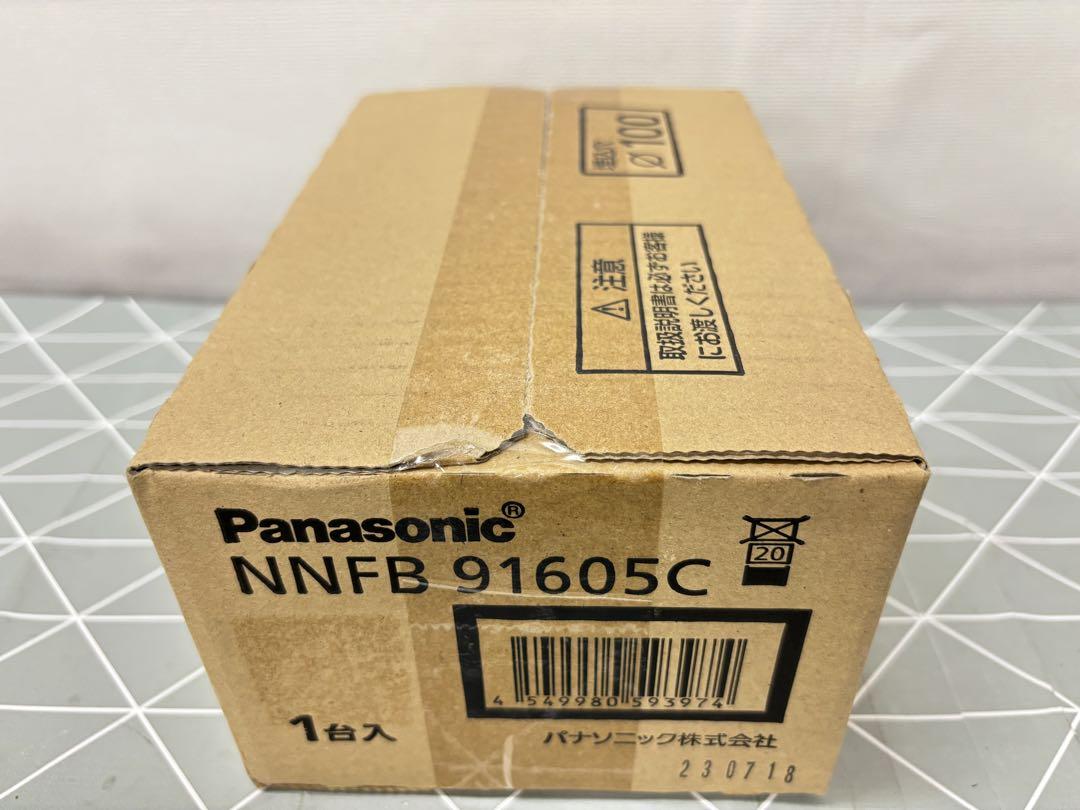 埋込穴
Ø100
注意
取扱説明書は必ずお客様
にお渡しください
Panasonic®
NNFB 91605C
20
4 549980 593974
1台入
パナソニック株式会社
230718